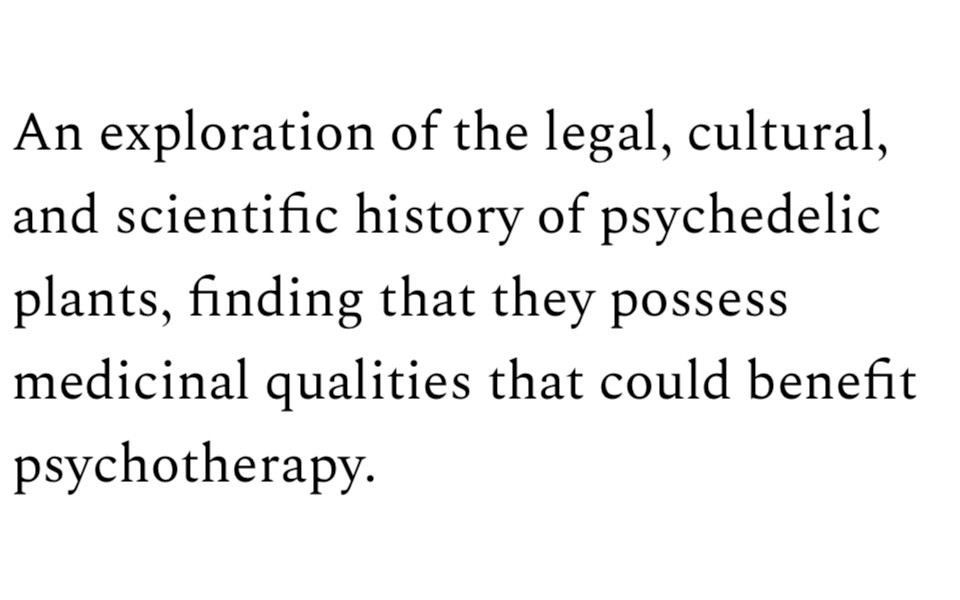 An exploration of the legal, cultural,
and scientific history of psychedelic
plants, finding that they possess
medicinal qualities that could benefit
psychotherapy.